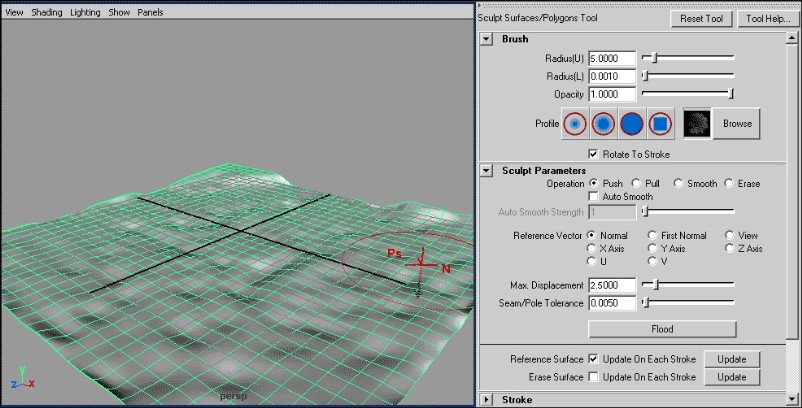 View Shading Lighting Show Panels
Ps
N
Y
Z X
persp
Sculpt Surfaces/Polygons Tool Reset Tool Tool Help...
Brush
Radius(U) 5.0000
Radius(L) 0.0010
Opacity 1.0000
Profile Browse
Rotate To Stroke
Sculpt Parameters
Operation Push Pull Smooth Erase
Auto Smooth
Auto Smooth Strength 1
Reference Vector Normal First Normal View
X Axis Y Axis Z Axis
U V
Max. Displacement 2.5000
Seam/Pole Tolerance 0.0050
Flood
Reference Surface Update On Each Stroke Update
Erase Surface Update On Each Stroke Update
Stroke